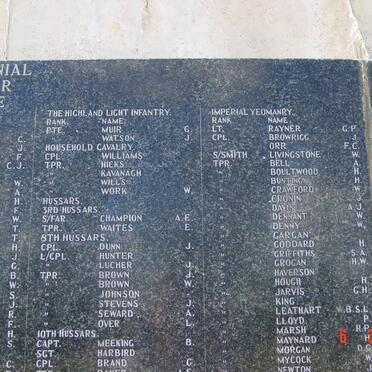 NIAL
R
E
C.
J.
F.
C.J.
W.
A.
H.
THE HIGHLAND LIGHT INFANTRY.
RANK. NAME.
PTE. MUIR G.
" WATSON J.
HOUSEHOLD CAVALRY.
CPL. WILLIAMS F.
TPR. HICKS
" KAVANAGH
" WILLS
" WORK W.
HUSSARS.
3RD HUSSARS.
S/FAR. CHAMPION A.E.
TPR. WAITES E.
8TH HUSSARS.
CPL. DUNN J.
L/CPL. HUNTER
" LUCHER J.
TPR. BROWN J.
" BROWN W.
" JOHNSON
" STEVENS J.
" SEWARD A.
" OVER L.
10TH HUSSARS.
CAPT. MEEKING B.
SGT. HARBIRD
CPL. BRAND G.
IMPERIAL YEOMANRY.
RANK NAME
LT. RAYNER G.P.
CPL. BROWRIGG J.
" ORR F.C.
S/SMITH LIVINGSTONE W.
TPR. BELL A.
" BOULTWOOD H.
" BUNTING H.
" CRAWFORD W.
" CRONIN
" DAVIS A.J.
" DENNANT W.
" DENNY W.
" GARGAN
" GODDARD H.
" GRIFFITHS S.A.
" GROGAN H.W.
" HAVERSON
" HOUGH H.
" JARVIS G.H.
" KING
" LEATHART W.B.S.L.
" LLOYD P.
" MARSH R.P.
" MAYNARD H.
" MORGAN D.G.
" MYCOCK W.
" NEWTON J.